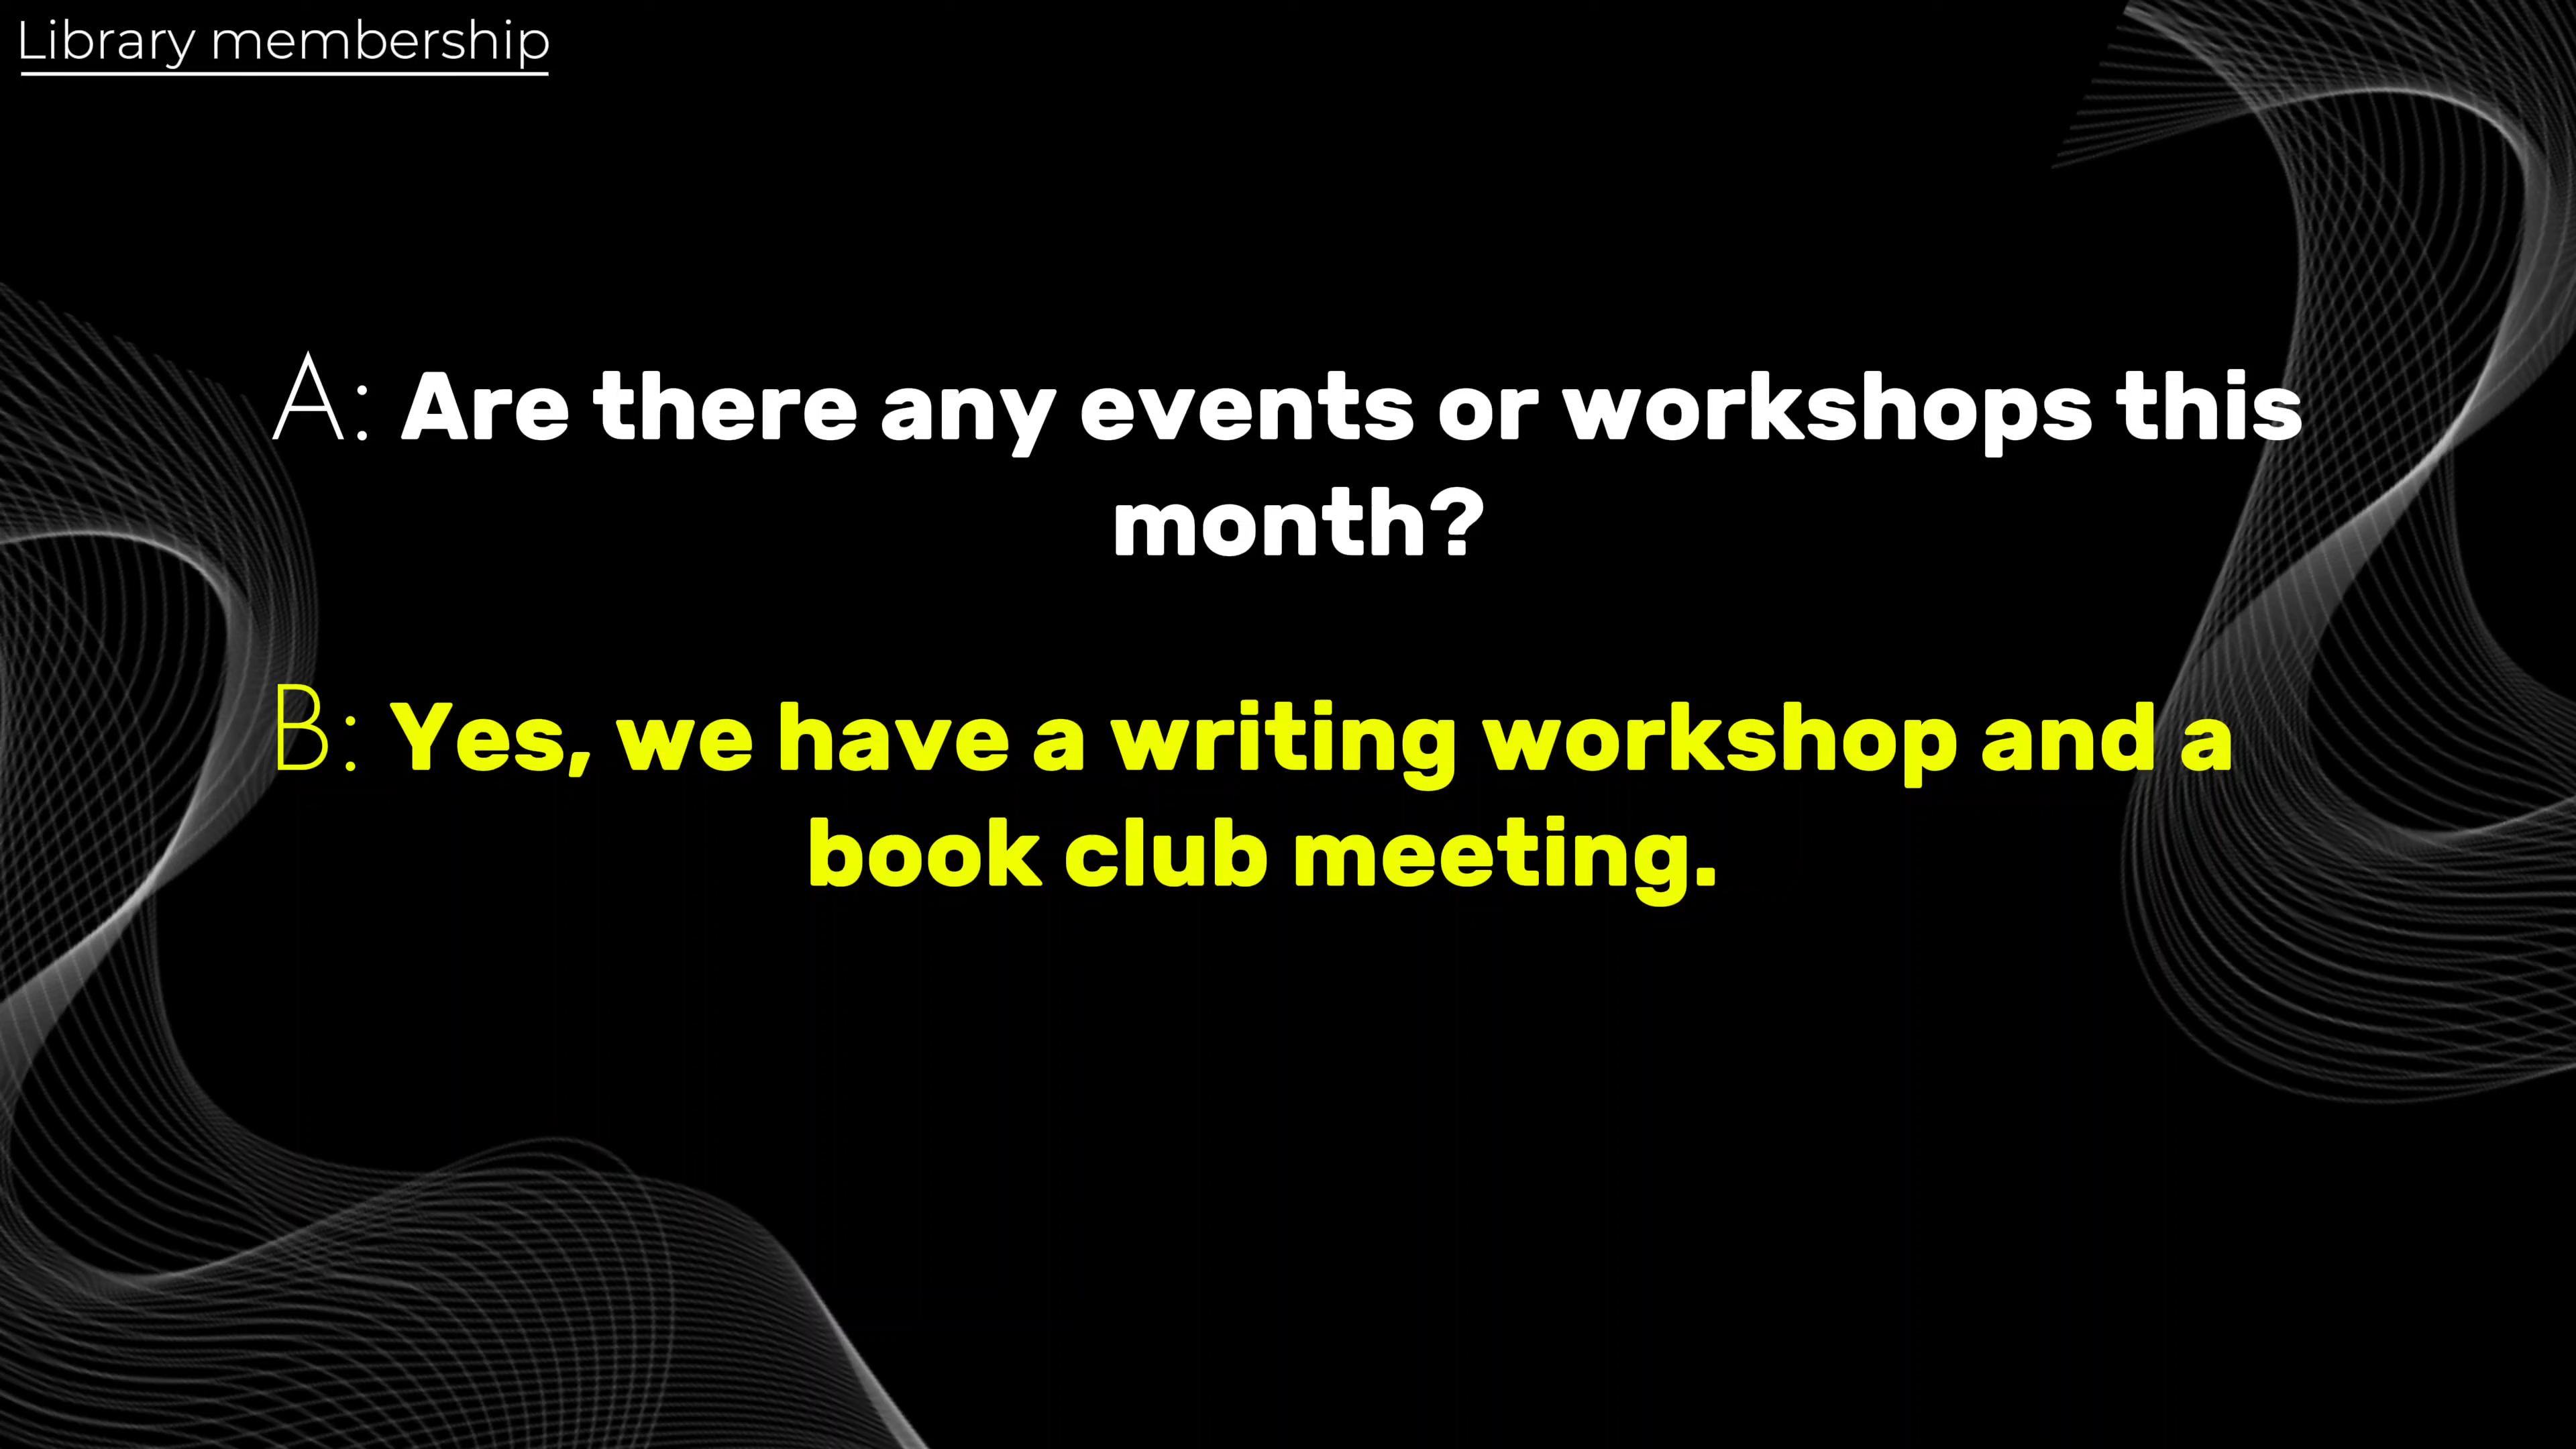 Library membership
A: Are there any events or workshops this
month?
B: Yes, we have a writing workshop and a
book club meeting.